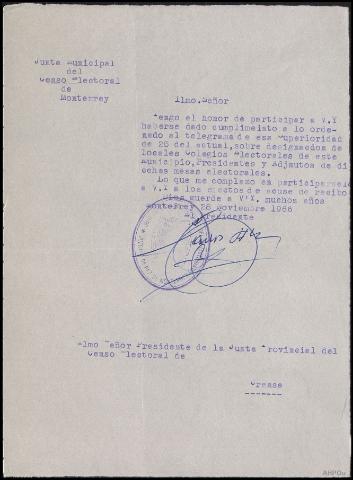 Junta Municipal
del
Censo Electoral
de
Monterrey
Ilmo.Señor
Tengo el honor de participar a V.I
haberse dado cumplimieto a lo orde-
nado al telegrama de esa Superioridad
de 25 del actual, sobre designación de
locales Colegios Electorales de este
Municipio, Presidentes y Adjuntos de di
chas mesas electorales.
Lo que me complazco en participarselo
a V.I a los efectos de acuse de recibo
Dios guarde a V'I. muchos años
Monterrey 28 noviembre 1966
El Presidente
Ilmo Señor Presidente de la Junta Provincial del
Censo Electoral de
Orense
AHPOu